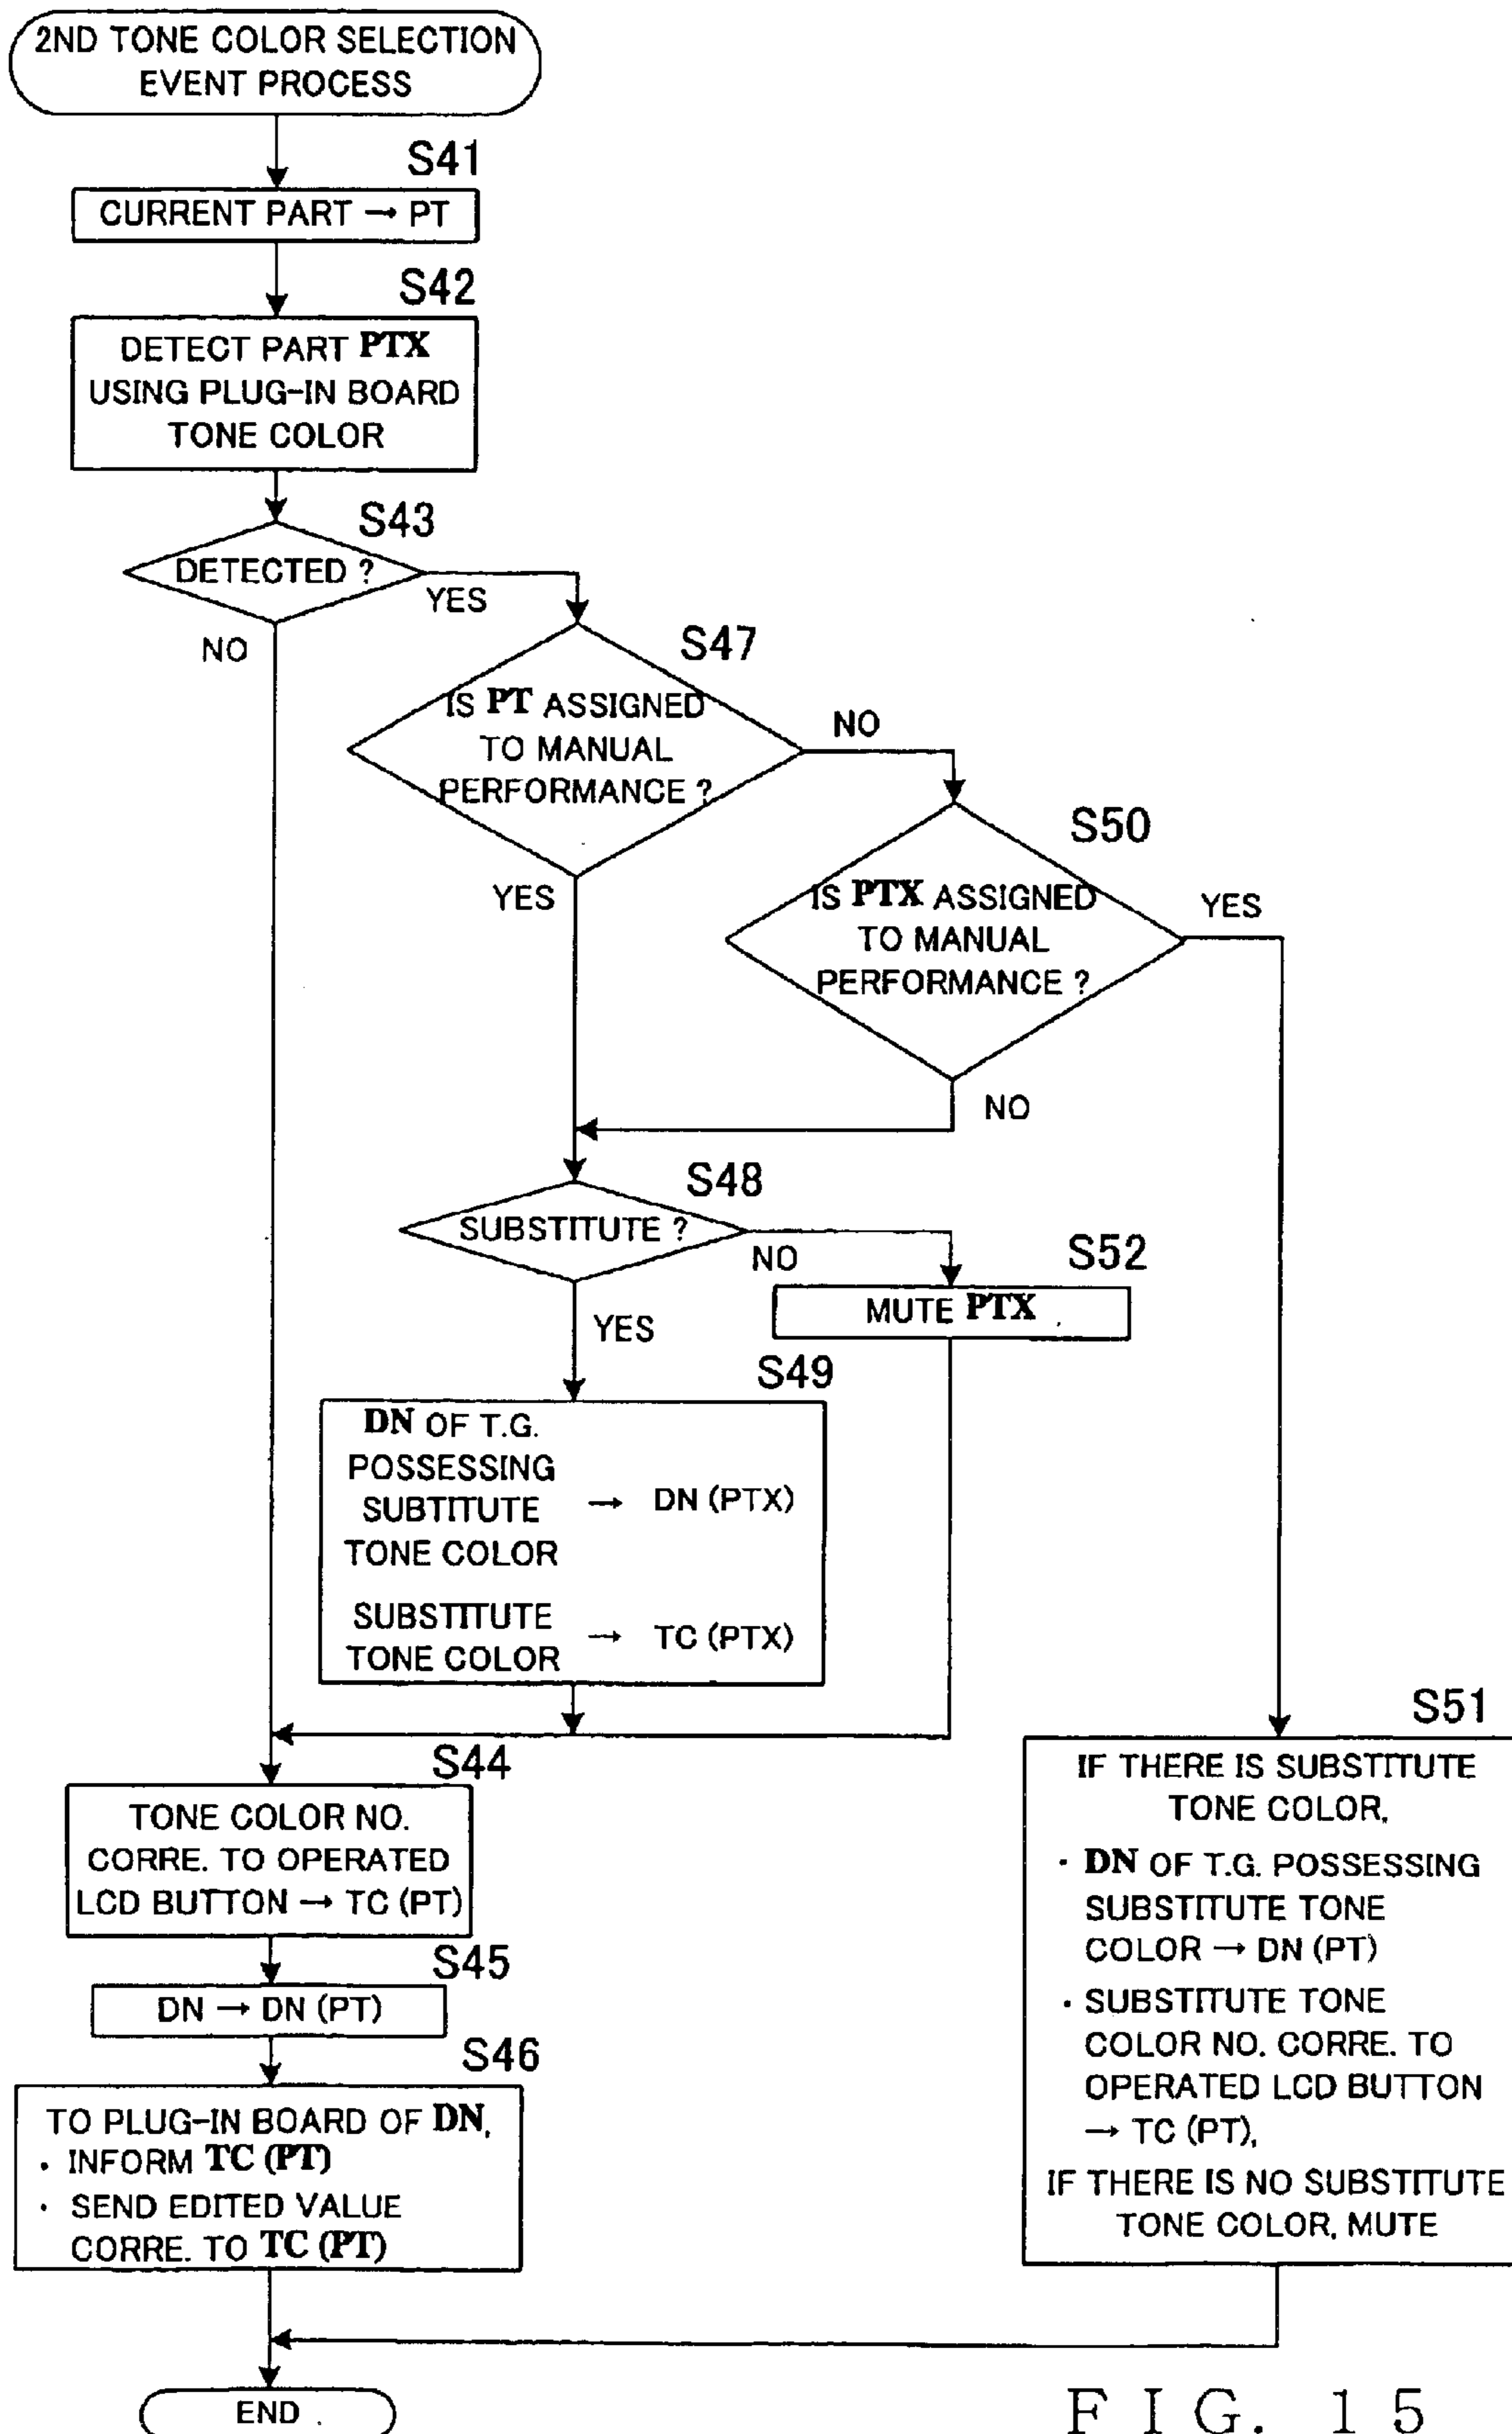 2ND TONE COLOR SELECTION
EVENT PROCESS
S41
CURRENT PART → PT
S42
DETECT PART PTX
USING PLUG-IN BOARD
TONE COLOR
S43
DETECTED ?
YES
NO
S47
IS PT ASSIGNED
TO MANUAL
PERFORMANCE ?
NO
YES
S50
IS PTX ASSIGNED
TO MANUAL
PERFORMANCE ?
YES
NO
S48
SUBSTITUTE ?
NO
YES
S52
MUTE PTX
S49
DN OF T.G.
POSSESSING
SUBTITUTE
TONE COLOR
→ DN (PTX)
SUBSTITUTE
TONE COLOR
→ TC (PTX)
S44
TONE COLOR NO.
CORRE. TO OPERATED
LCD BUTTON → TC (PT)
S45
DN → DN (PT)
S46
TO PLUG-IN BOARD OF DN,
· INFORM TC (PT)
· SEND EDITED VALUE
CORRE. TO TC (PT)
S51
IF THERE IS SUBSTITUTE
TONE COLOR,
· DN OF T.G. POSSESSING
SUBSTITUTE TONE
COLOR → DN (PT)
· SUBSTITUTE TONE
COLOR NO. CORRE. TO
OPERATED LCD BUTTON
→ TC (PT),
IF THERE IS NO SUBSTITUTE
TONE COLOR, MUTE
END
FIG. 15